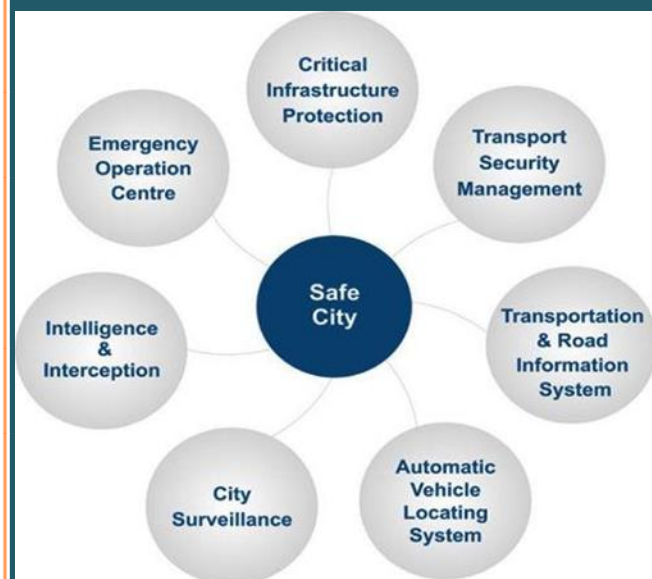 Critical
Infrastructure
Protection
Transport
Security
Management
Transportation
& Road
Information
System
Automatic
Vehicle
Locating
System
City
Surveillance
Intelligence
&
Interception
Emergency
Operation
Centre
Safe
City